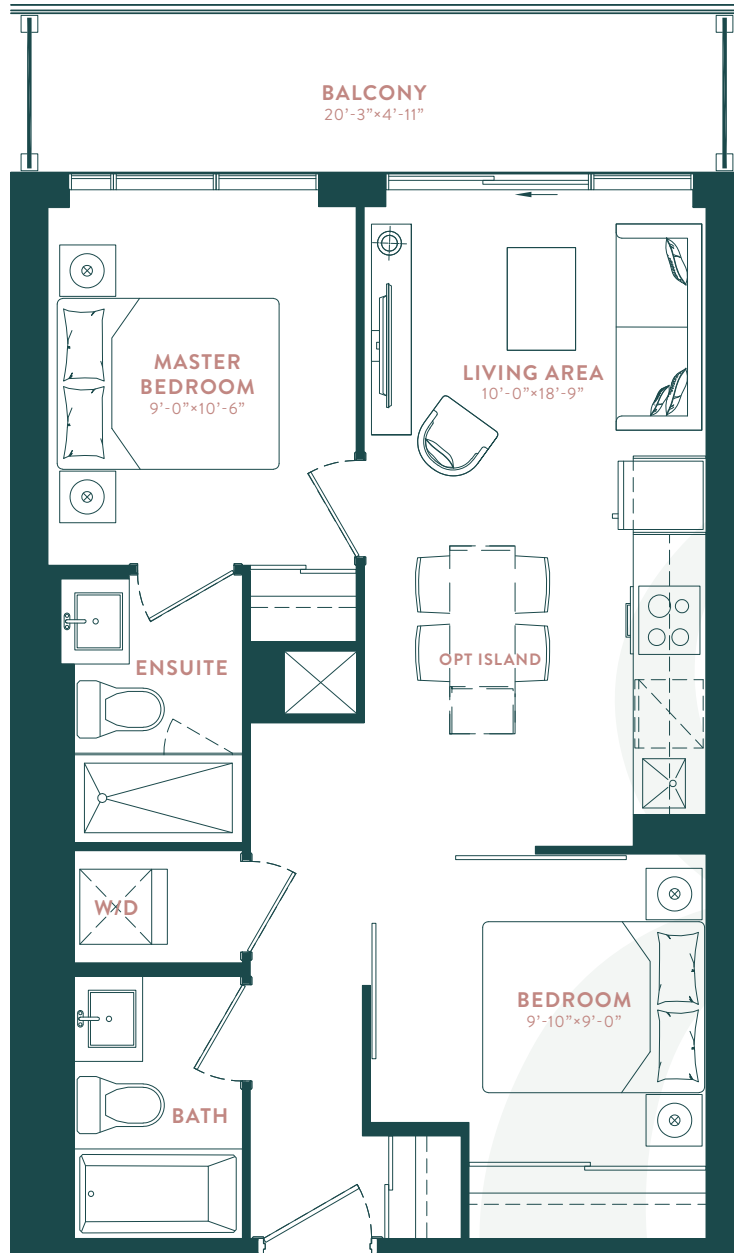 BALCONY
20'-3"×4'-11"
MASTER
BEDROOM
9'-0"×10'-6"
LIVING AREA
10'-0"×18'-9"
ENSUITE
OPT ISLAND
W/D
BEDROOM
9'-10"×9'-0"
BATH